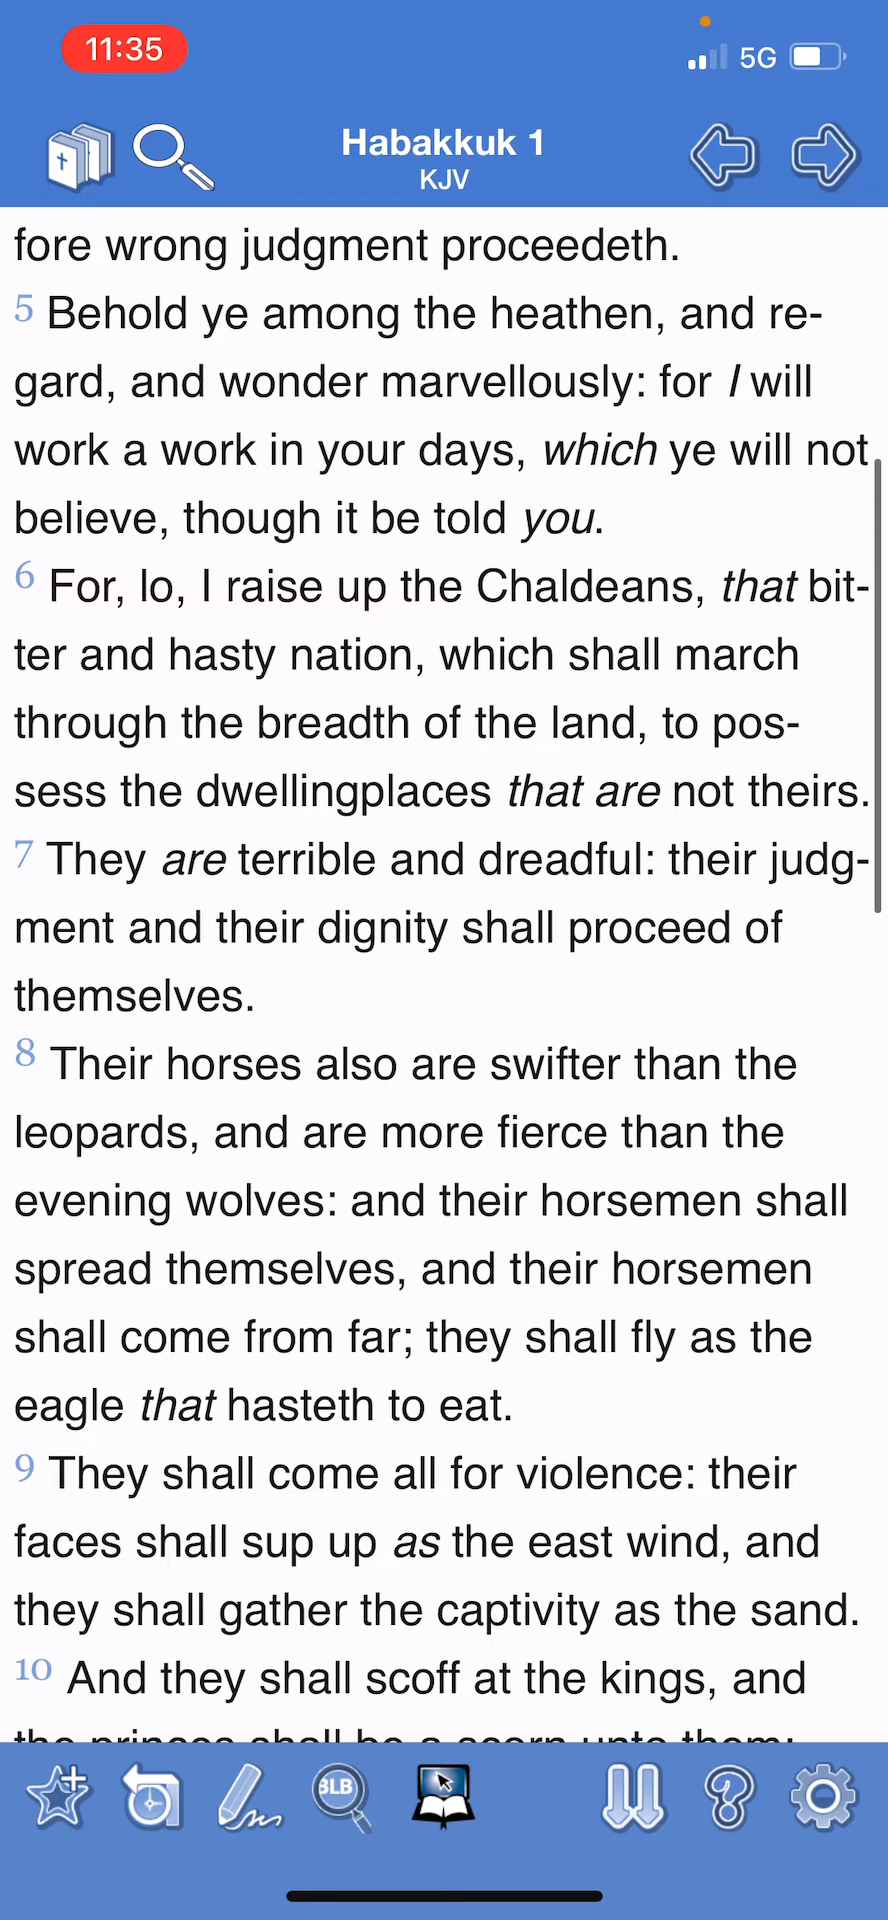 11:35
5G
Habakkuk 1
KJV
fore wrong judgment proceedeth.
5 Behold ye among the heathen, and re-
gard, and wonder marvellously: for I will
work a work in your days, which ye will not
believe, though it be told you.
6 For, lo, I raise up the Chaldeans, that bit-
ter and hasty nation, which shall march
through the breadth of the land, to pos-
sess the dwellingplaces that are not theirs.
7 They are terrible and dreadful: their judg-
ment and their dignity shall proceed of
themselves.
8 Their horses also are swifter than the
leopards, and are more fierce than the
evening wolves: and their horsemen shall
spread themselves, and their horsemen
shall come from far; they shall fly as the
eagle that hasteth to eat.
9 They shall come all for violence: their
faces shall sup up as the east wind, and
they shall gather the captivity as the sand.
10 And they shall scoff at the kings, and
the princes shall be a scorn unto them:
BLB